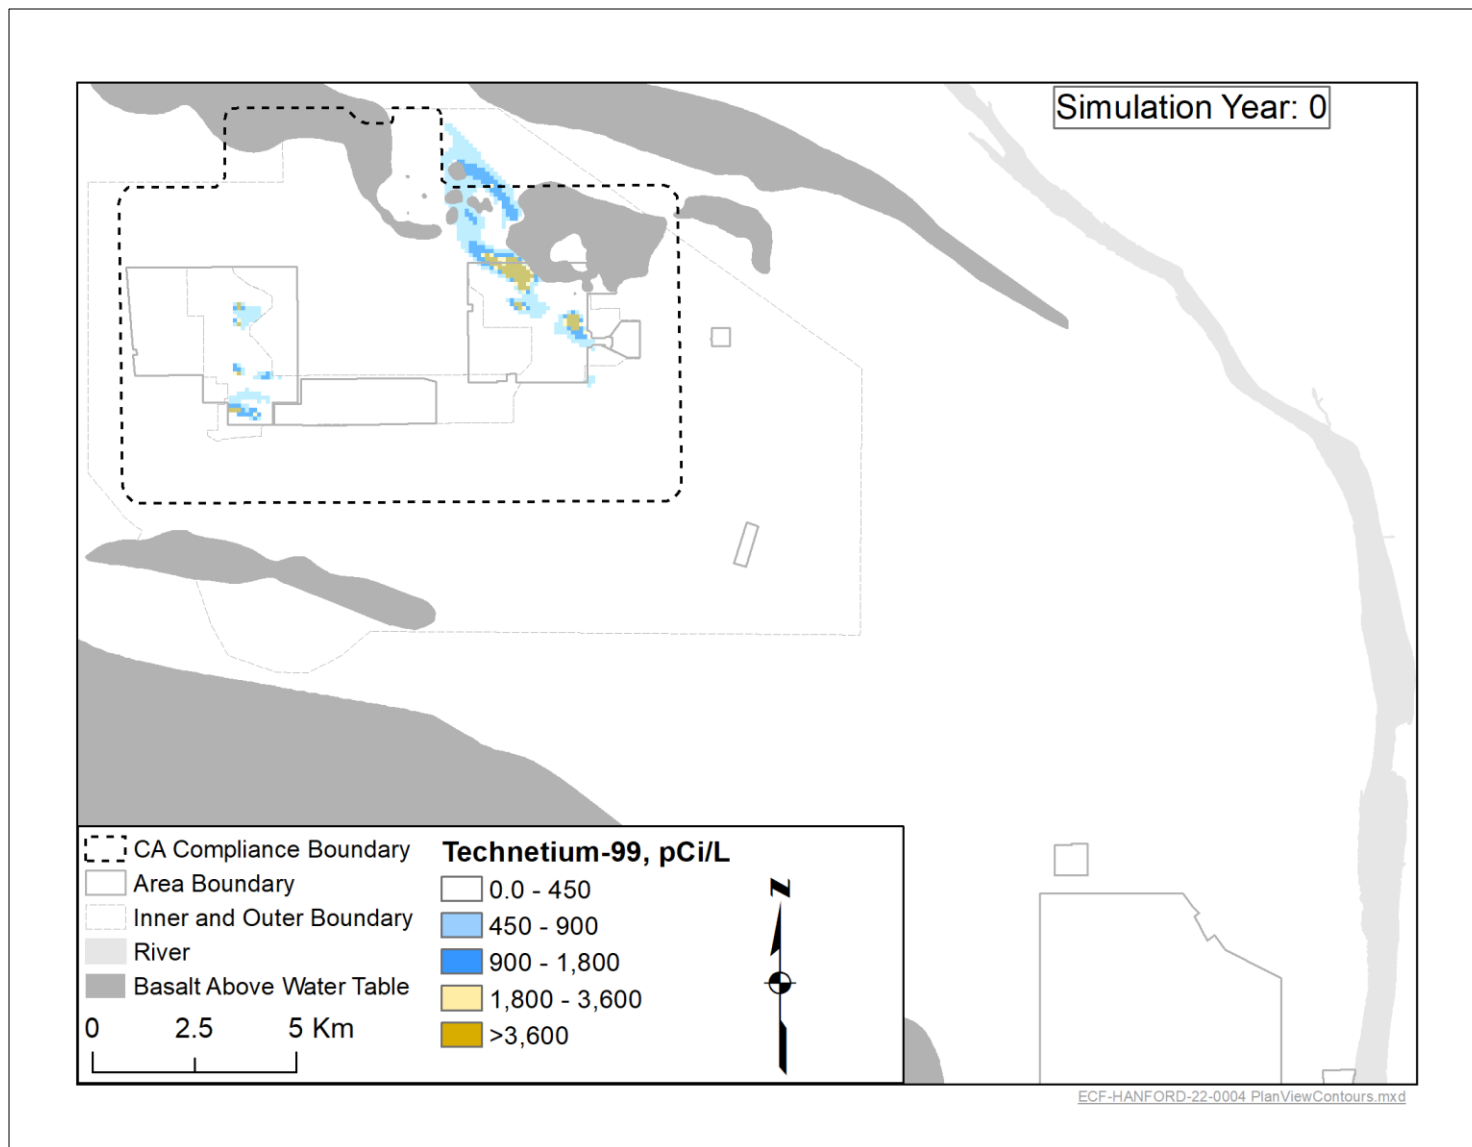 Simulation Year: 0
CA Compliance Boundary
Area Boundary
Inner and Outer Boundary
River
Basalt Above Water Table
0 2.5 5 Km
Technetium-99, pCi/L
0.0 - 450
450 - 900
900 - 1,800
1,800 - 3,600
>3,600
N
ECF-HANFORD-22-0004 PlanViewContours.mxd